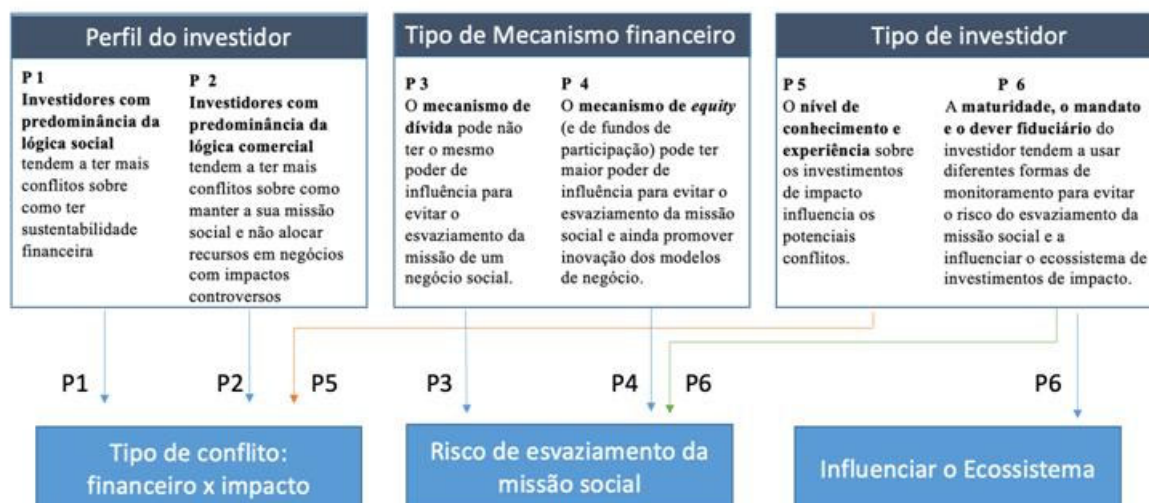 Perfil do investidor
P 1
Investidores com
predominância da
lógica social
tendem a ter mais
conflitos sobre
como ter
sustentabilidade
financeira
P 2
Investidores com
predominância da
lógica comercial
tendem a ter mais
conflitos sobre como
manter a sua missão
social e não alocar
recursos em negócios
com impactos
controversos
Tipo de Mecanismo financeiro
P 3
O mecanismo de
dívida pode não
ter o mesmo
poder de
influência para
evitar o
esvaziamento da
missão de um
negócio social.
P 4
O mecanismo de equity
(e de fundos de
participação) pode ter
maior poder de
influência para evitar o
esvaziamento da missão
social e ainda promover
inovação dos modelos
de negócio.
Tipo de investidor
P 5
O nível de
conhecimento e
experiência sobre
os investimentos
de impacto
influencia os
potenciais
conflitos.
P 6
A maturidade, o mandato
e o dever fiduciário do
investidor tendem a usar
diferentes formas de
monitoramento para evitar
o risco do esvaziamento da
missão social e a
influenciar o ecossistema de
investimentos de impacto.
P1
P2
P5
P3
P4
P6
P6
Tipo de conflito:
financeiro x impacto
Risco de esvaziamento da
missão social
Influenciar o Ecossistema